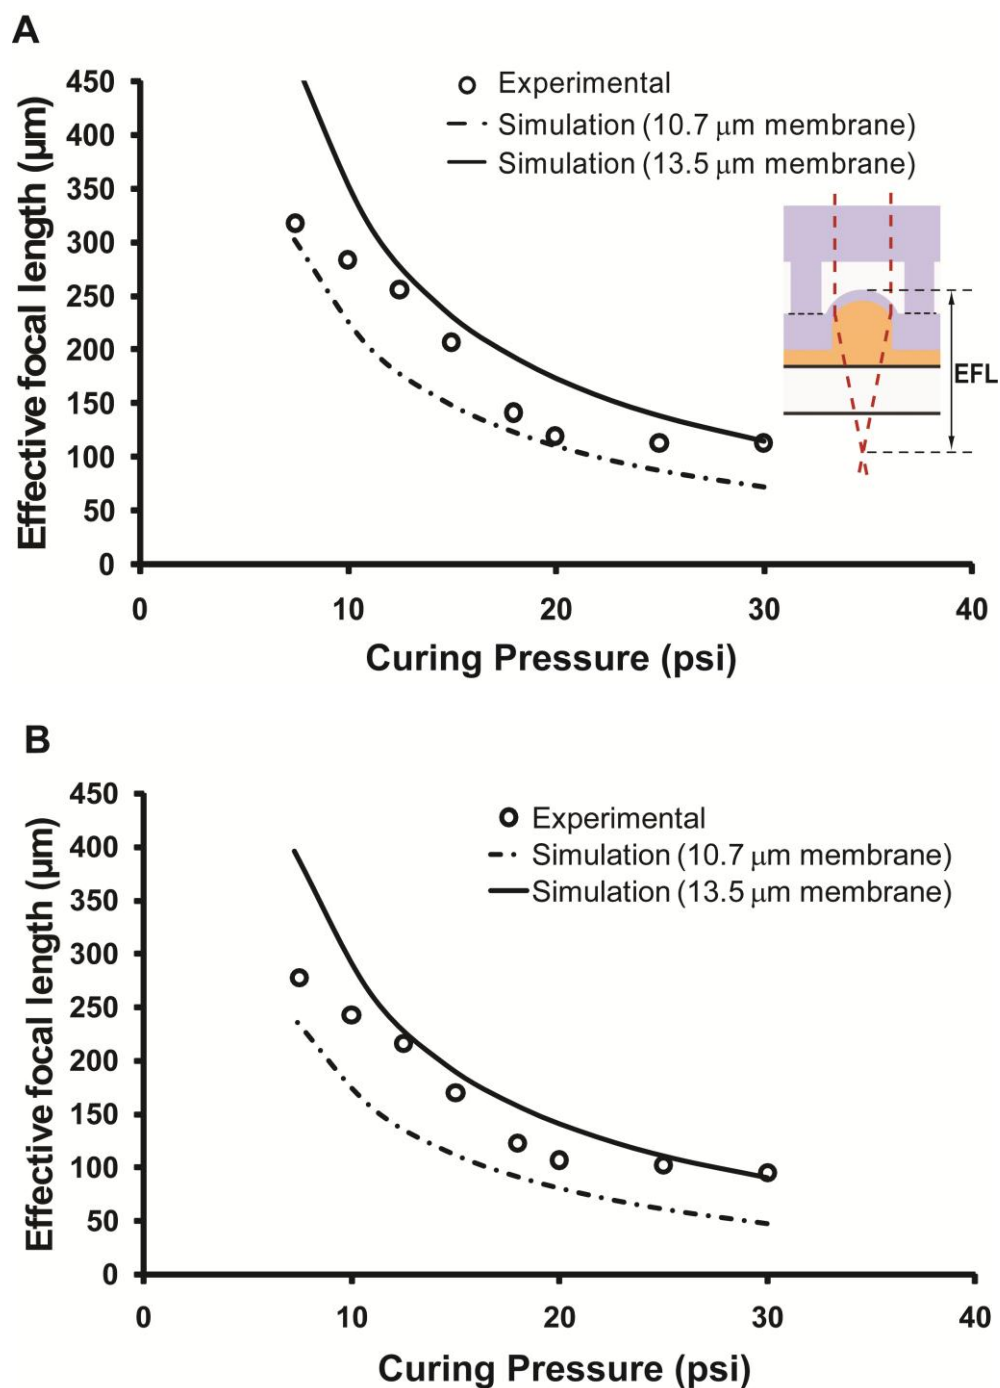 A
Effective focal length (µm)
450
400
350
300
250
200
150
100
50
0
Experimental
Simulation (10.7 µm membrane)
Simulation (13.5 µm membrane)
EFL
0 10 20 30 40
Curing Pressure (psi)
B
Effective focal length (µm)
450
400
350
300
250
200
150
100
50
0
Experimental
Simulation (10.7 µm membrane)
Simulation (13.5 µm membrane)
0 10 20 30 40
Curing Pressure (psi)